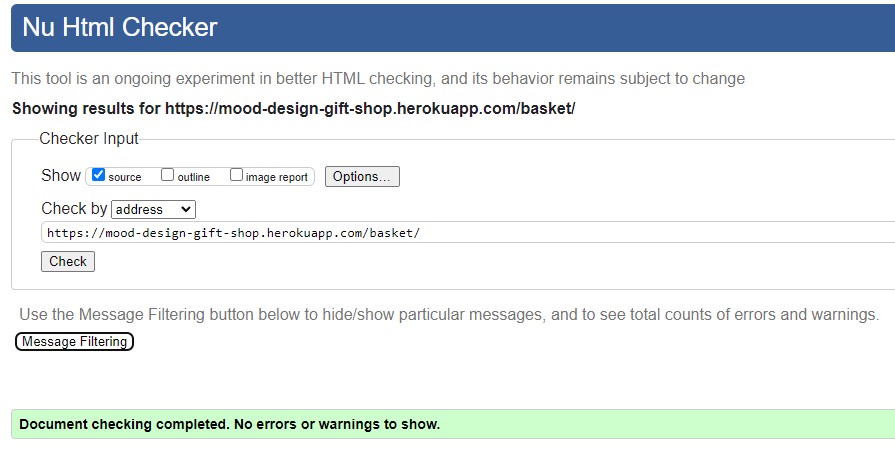 Nu Html Checker
This tool is an ongoing experiment in better HTML checking, and its behavior remains subject to change
Showing results for https://mood-design-gift-shop.herokuapp.com/basket/
Checker Input
Show source outline image report Options...
Check by address
https://mood-design-gift-shop.herokuapp.com/basket/
Check
Use the Message Filtering button below to hide/show particular messages, and to see total counts of errors and warnings.
Message Filtering
Document checking completed. No errors or warnings to show.